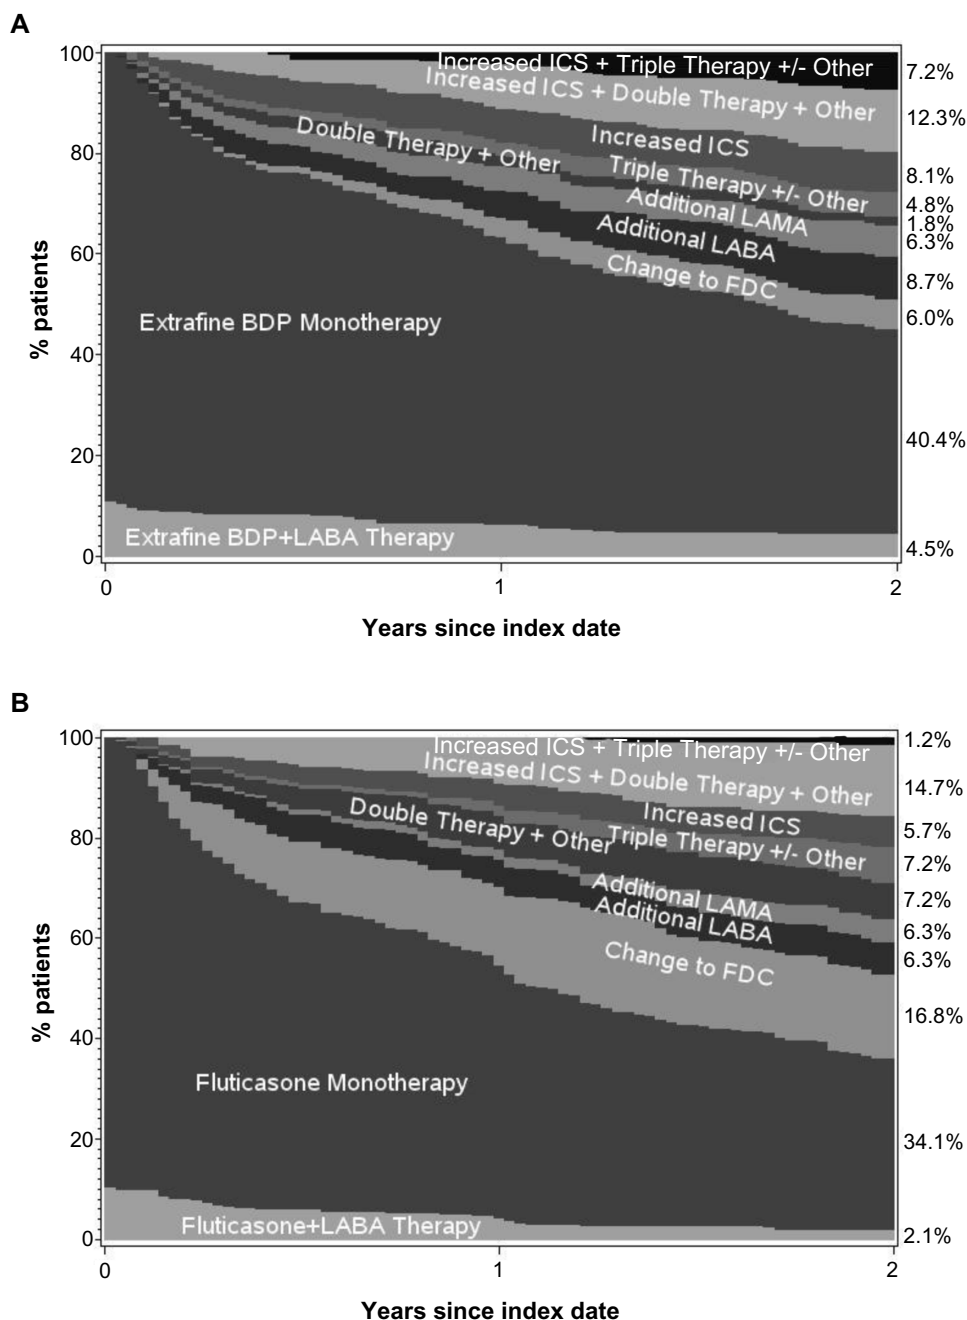 A
100
80
60
40
20
0
% patients
Increased ICS + Triple Therapy +/- Other
Increased ICS + Double Therapy + Other
Increased ICS
Double Therapy + Other
Triple Therapy +/- Other
Additional LAMA
Additional LABA
Change to FDC
Extrafine BDP Monotherapy
Extrafine BDP+LABA Therapy
7.2%
12.3%
8.1%
4.8%
1.8%
6.3%
8.7%
6.0%
40.4%
4.5%
0 1 2
Years since index date
B
100
80
60
40
20
0
% patients
Increased ICS + Triple Therapy +/- Other
Increased ICS + Double Therapy + Other
Increased ICS
Double Therapy + Other
Triple Therapy +/- Other
Additional LAMA
Additional LABA
Change to FDC
Fluticasone Monotherapy
Fluticasone+LABA Therapy
1.2%
14.7%
5.7%
7.2%
7.2%
6.3%
6.3%
16.8%
34.1%
2.1%
0 1 2
Years since index date